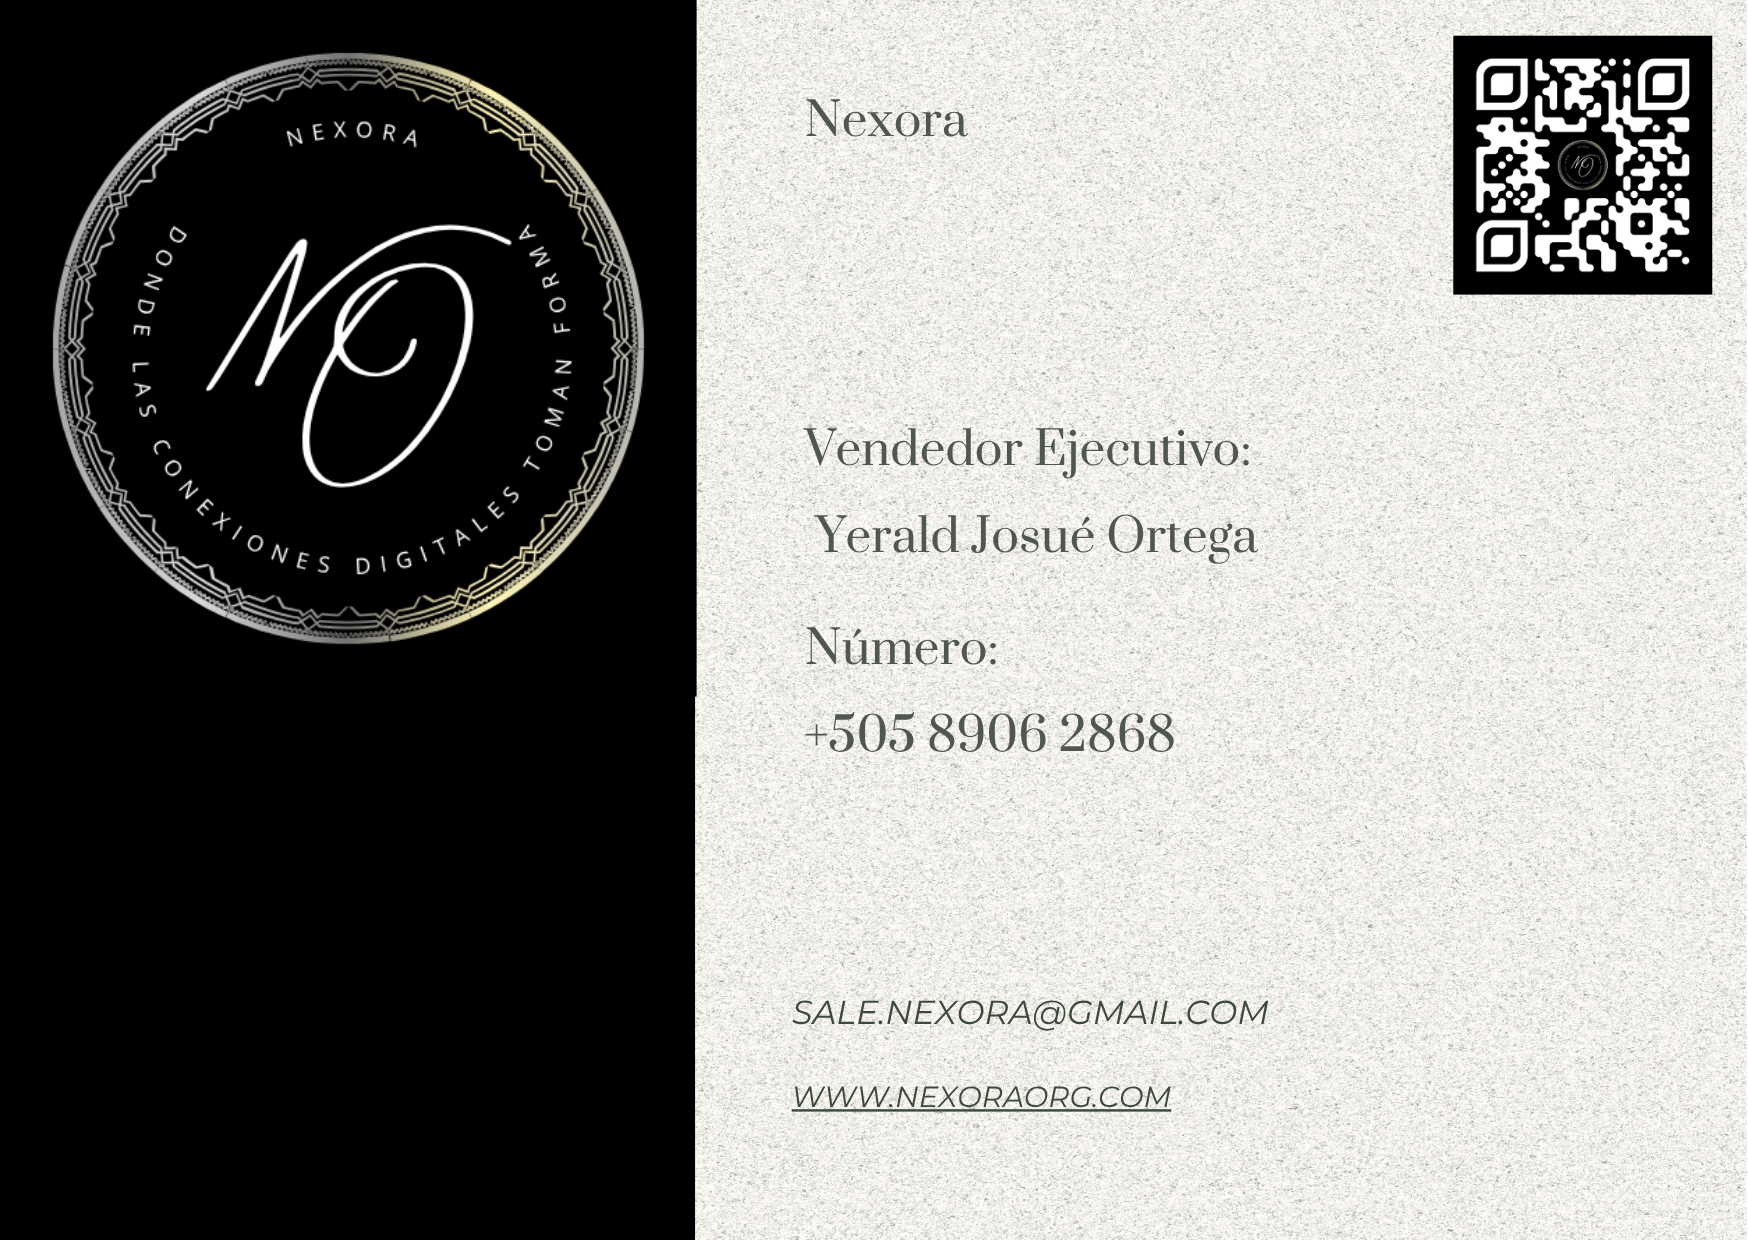 NEXORA
NO
DONDE LAS CONEXIONES DIGITALES TOMAN FORMA
Nexora
Vendedor Ejecutivo:
Yerald Josué Ortega
Número:
+505 8906 2868
SALE.NEXORA@GMAIL.COM
WWW.NEXORAORG.COM